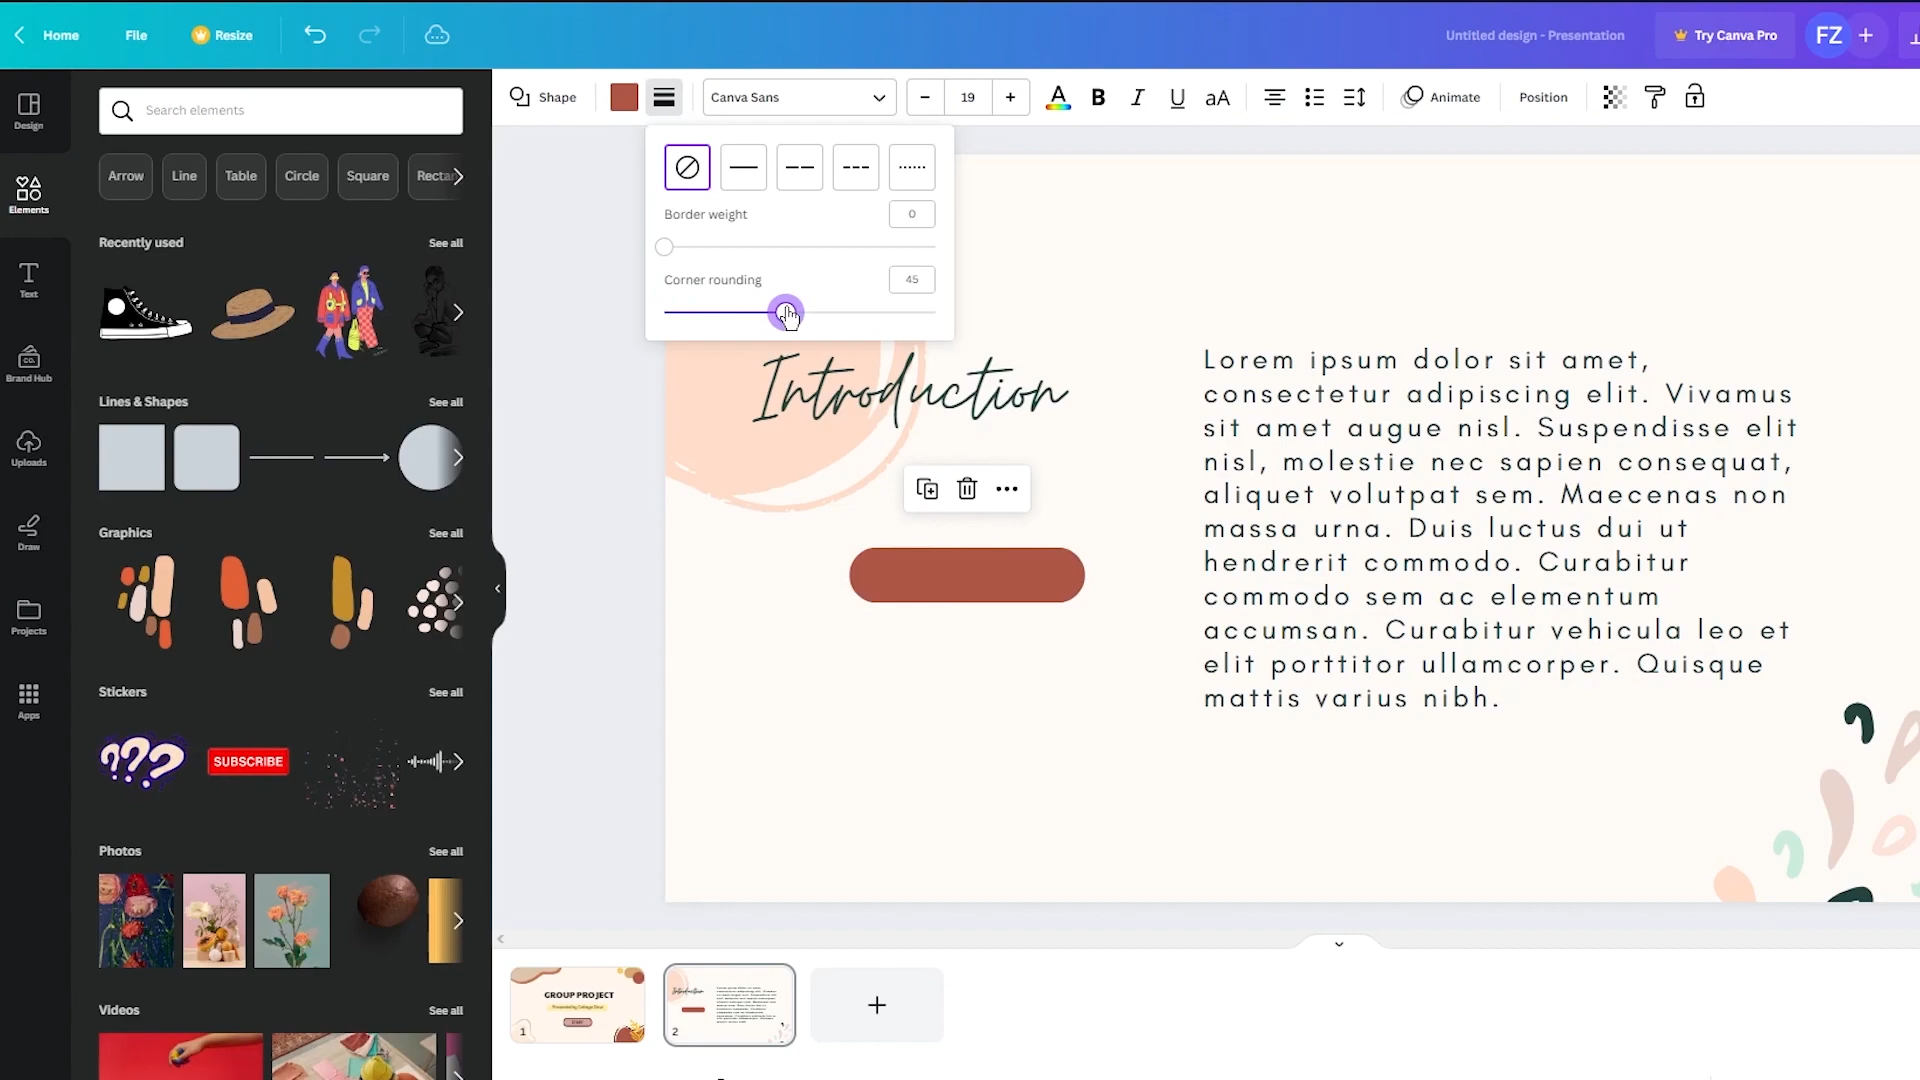 Home File Resize Untitled design - Presentation Try Canva Pro FZ
Shape Canva Sans 19 B I U aA Animate Position
Search elements
Arrow Line Table Circle Square
Border weight 0
Corner rounding 45
Design
Elements
Text
Brand Hub
Uploads
Draw
Projects
Apps
Recently used See all
Lines & Shapes See all
Graphics See all
Stickers See all
???
SUBSCRIBE
Photos See all
Videos See all
Introduction
Lorem ipsum dolor sit amet,
consectetur adipiscing elit. Vivamus
sit amet augue nisl. Suspendisse elit
nisl, molestie nec sapien consequat,
aliquet volutpat sem. Maecenas non
massa urna. Duis luctus dui ut
hendrerit commodo. Curabitur
commodo sem ac elementum
accumsan. Curabitur vehicula leo et
elit porttitor ullamcorper. Quisque
mattis varius nibh.
GROUP PROJECT
START
1
Introduction
2